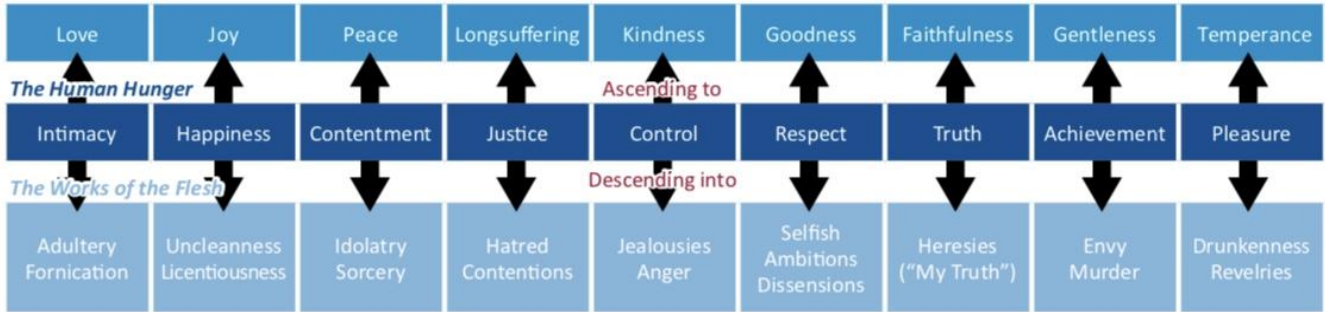 Love Joy Peace Longsuffering Kindness Goodness Faithfulness Gentleness Temperance
The Human Hunger Ascending to
Intimacy Happiness Contentment Justice Control Respect Truth Achievement Pleasure
The Works of the Flesh Descending into
Adultery
Fornication
Uncleanness
Licentiousness
Idolatry
Sorcery
Hatred
Contentions
Jealousies
Anger
Selfish
Ambitions
Dissensions
Heresies
(“My Truth”)
Envy
Murder
Drunkenness
Revelries